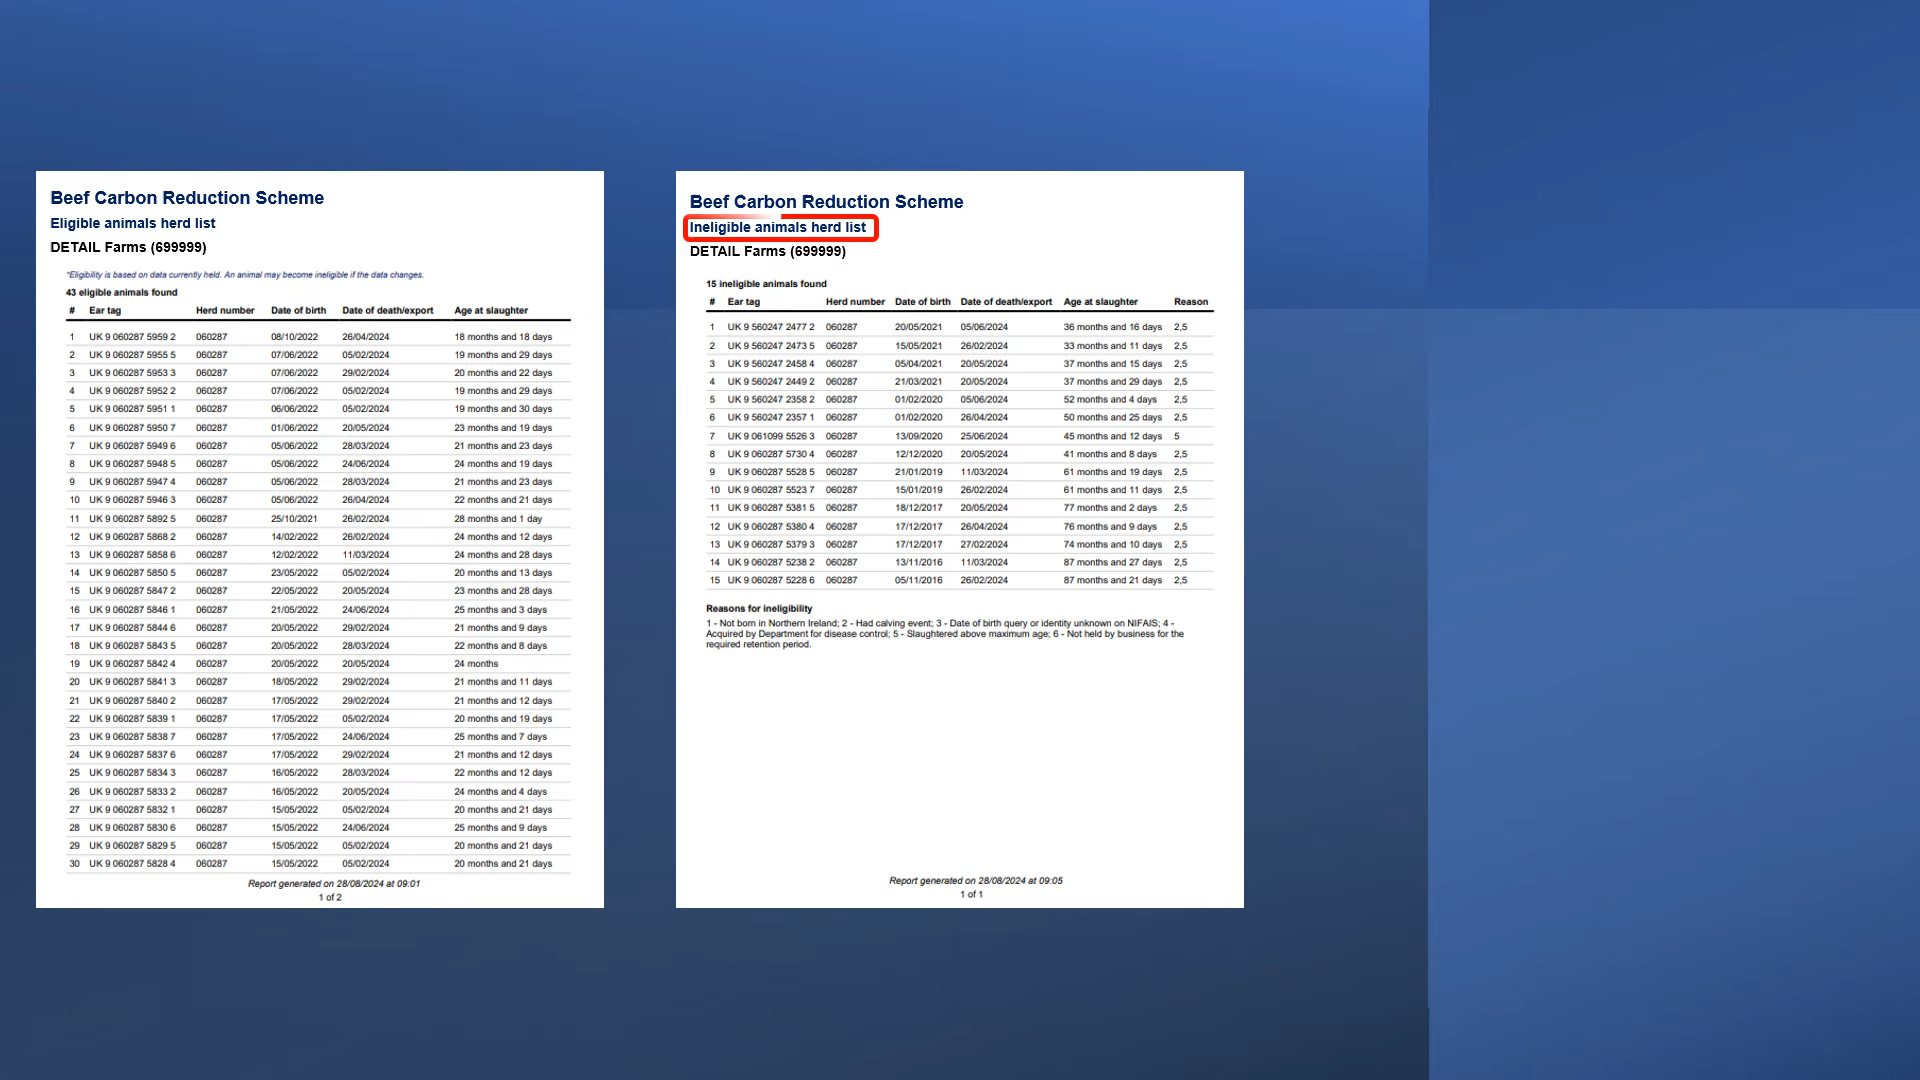 Beef Carbon Reduction Scheme
Eligible animals herd list
DETAIL Farms (699999)
*Eligibility is based on data currently held. An animal may become ineligible if the data changes.
43 eligible animals found
# Ear tag Herd number Date of birth Date of death/export Age at slaughter
1 UK 9 060287 5959 2 060287 08/10/2022 26/04/2024 18 months and 18 days
2 UK 9 060287 5955 5 060287 07/06/2022 05/02/2024 19 months and 29 days
3 UK 9 060287 5953 3 060287 07/06/2022 29/02/2024 20 months and 22 days
4 UK 9 060287 5952 2 060287 07/06/2022 05/02/2024 19 months and 29 days
5 UK 9 060287 5951 1 060287 06/06/2022 05/02/2024 19 months and 30 days
6 UK 9 060287 5950 7 060287 01/06/2022 20/05/2024 23 months and 19 days
7 UK 9 060287 5949 6 060287 05/06/2022 28/03/2024 21 months and 23 days
8 UK 9 060287 5948 5 060287 05/06/2022 24/06/2024 24 months and 19 days
9 UK 9 060287 5947 4 060287 05/06/2022 28/03/2024 21 months and 23 days
10 UK 9 060287 5946 3 060287 05/06/2022 26/04/2024 22 months and 21 days
11 UK 9 060287 5892 5 060287 25/10/2021 26/02/2024 28 months and 1 day
12 UK 9 060287 5868 2 060287 14/02/2022 26/02/2024 24 months and 12 days
13 UK 9 060287 5858 6 060287 12/02/2022 11/03/2024 24 months and 28 days
14 UK 9 060287 5850 5 060287 23/05/2022 05/02/2024 20 months and 13 days
15 UK 9 060287 5847 2 060287 22/05/2022 20/05/2024 23 months and 28 days
16 UK 9 060287 5846 1 060287 21/05/2022 24/06/2024 25 months and 3 days
17 UK 9 060287 5844 6 060287 20/05/2022 29/02/2024 21 months and 9 days
18 UK 9 060287 5843 5 060287 20/05/2022 28/03/2024 22 months and 8 days
19 UK 9 060287 5842 4 060287 20/05/2022 20/05/2024 24 months
20 UK 9 060287 5841 3 060287 18/05/2022 29/02/2024 21 months and 11 days
21 UK 9 060287 5840 2 060287 17/05/2022 29/02/2024 21 months and 12 days
22 UK 9 060287 5839 1 060287 17/05/2022 05/02/2024 20 months and 19 days
23 UK 9 060287 5838 7 060287 17/05/2022 24/06/2024 25 months and 7 days
24 UK 9 060287 5837 6 060287 17/05/2022 29/02/2024 21 months and 12 days
25 UK 9 060287 5834 3 060287 16/05/2022 28/03/2024 22 months and 12 days
26 UK 9 060287 5833 2 060287 16/05/2022 20/05/2024 24 months and 4 days
27 UK 9 060287 5832 1 060287 15/05/2022 05/02/2024 20 months and 21 days
28 UK 9 060287 5830 6 060287 15/05/2022 24/06/2024 25 months and 9 days
29 UK 9 060287 5829 5 060287 15/05/2022 05/02/2024 20 months and 21 days
30 UK 9 060287 5828 4 060287 15/05/2022 05/02/2024 20 months and 21 days
Report generated on 28/08/2024 at 09:01
1 of 2
Beef Carbon Reduction Scheme
Ineligible animals herd list
DETAIL Farms (699999)
15 ineligible animals found
# Ear tag Herd number Date of birth Date of death/export Age at slaughter Reason
1 UK 9 560247 2477 2 060287 20/05/2021 05/06/2024 36 months and 16 days 2,5
2 UK 9 560247 2473 5 060287 15/05/2021 26/02/2024 33 months and 11 days 2,5
3 UK 9 560247 2458 4 060287 05/04/2021 20/05/2024 37 months and 15 days 2,5
4 UK 9 560247 2449 2 060287 21/03/2021 20/05/2024 37 months and 29 days 2,5
5 UK 9 560247 2358 2 060287 01/02/2020 05/06/2024 52 months and 4 days 2,5
6 UK 9 560247 2357 1 060287 01/02/2020 26/04/2024 50 months and 25 days 2,5
7 UK 9 061099 5526 3 060287 13/09/2020 25/06/2024 45 months and 12 days 5
8 UK 9 060287 5730 4 060287 12/12/2020 20/05/2024 41 months and 8 days 2,5
9 UK 9 060287 5528 5 060287 21/01/2019 11/03/2024 61 months and 19 days 2,5
10 UK 9 060287 5523 7 060287 15/01/2019 26/02/2024 61 months and 11 days 2,5
11 UK 9 060287 5381 5 060287 18/12/2017 20/05/2024 77 months and 2 days 2,5
12 UK 9 060287 5380 4 060287 17/12/2017 26/04/2024 76 months and 9 days 2,5
13 UK 9 060287 5379 3 060287 17/12/2017 27/02/2024 74 months and 10 days 2,5
14 UK 9 060287 5238 2 060287 13/11/2016 11/03/2024 87 months and 27 days 2,5
15 UK 9 060287 5228 6 060287 05/11/2016 26/02/2024 87 months and 21 days 2,5
Reasons for ineligibility
1 - Not born in Northern Ireland; 2 - Had calving event; 3 - Date of birth query or identity unknown on NIFAIS; 4 -
Acquired by Department for disease control; 5 - Slaughtered above maximum age; 6 - Not held by business for the
required retention period.
Report generated on 28/08/2024 at 09:05
1 of 1